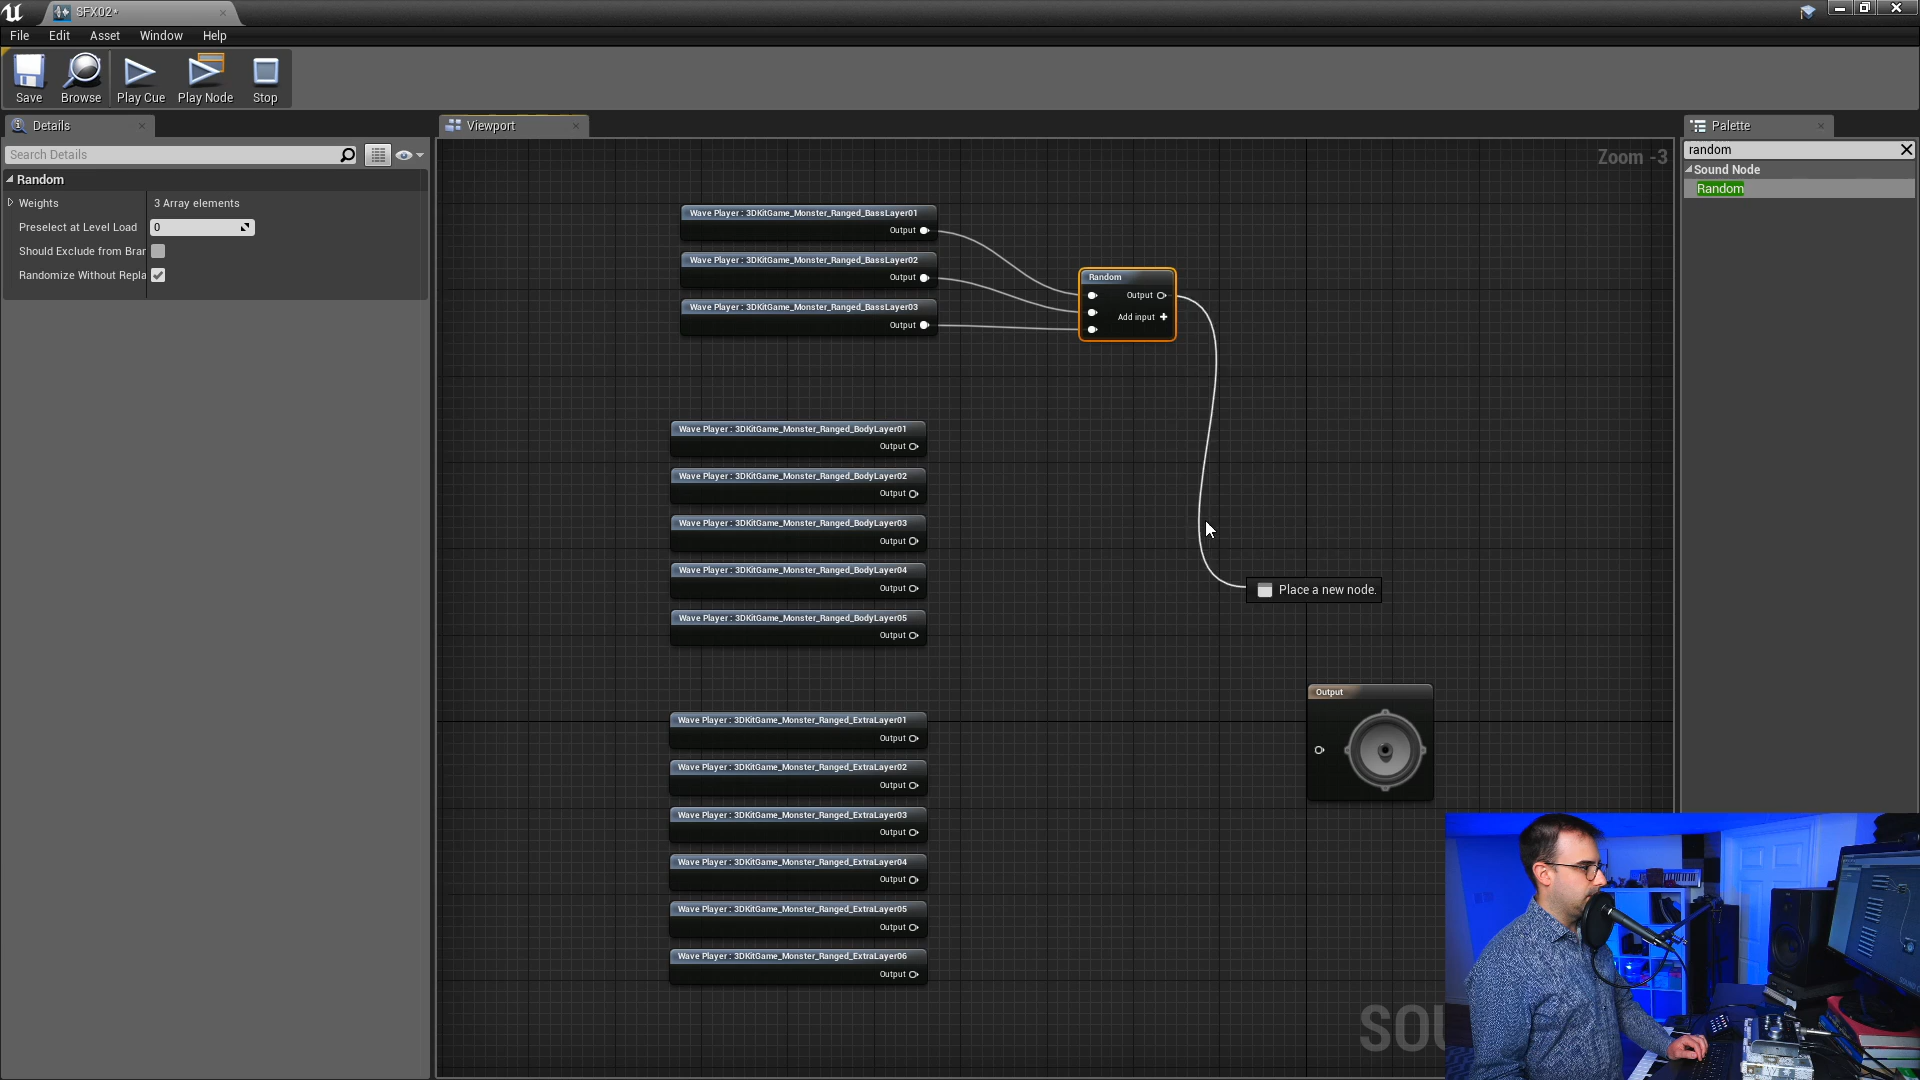 SFX02*
File Edit Asset Window Help
Save Browse Play Cue Play Node Stop
Details
Search Details
Random
Weights 3 Array elements
Preselect at Level Load 0
Should Exclude from Bran
Randomize Without Repla
Viewport
Zoom -3
Wave Player : 3DKitGame_Monster_Ranged_BassLayer01
Output
Wave Player : 3DKitGame_Monster_Ranged_BassLayer02
Output
Wave Player : 3DKitGame_Monster_Ranged_BassLayer03
Output
Random
Output
Add input
Wave Player : 3DKitGame_Monster_Ranged_BodyLayer01
Output
Wave Player : 3DKitGame_Monster_Ranged_BodyLayer02
Output
Wave Player : 3DKitGame_Monster_Ranged_BodyLayer03
Output
Wave Player : 3DKitGame_Monster_Ranged_BodyLayer04
Output
Wave Player : 3DKitGame_Monster_Ranged_BodyLayer05
Output
Place a new node.
Output
Wave Player : 3DKitGame_Monster_Ranged_ExtraLayer01
Output
Wave Player : 3DKitGame_Monster_Ranged_ExtraLayer02
Output
Wave Player : 3DKitGame_Monster_Ranged_ExtraLayer03
Output
Wave Player : 3DKitGame_Monster_Ranged_ExtraLayer04
Output
Wave Player : 3DKitGame_Monster_Ranged_ExtraLayer05
Output
Wave Player : 3DKitGame_Monster_Ranged_ExtraLayer06
Output
SOU
Palette
random
Sound Node
Random